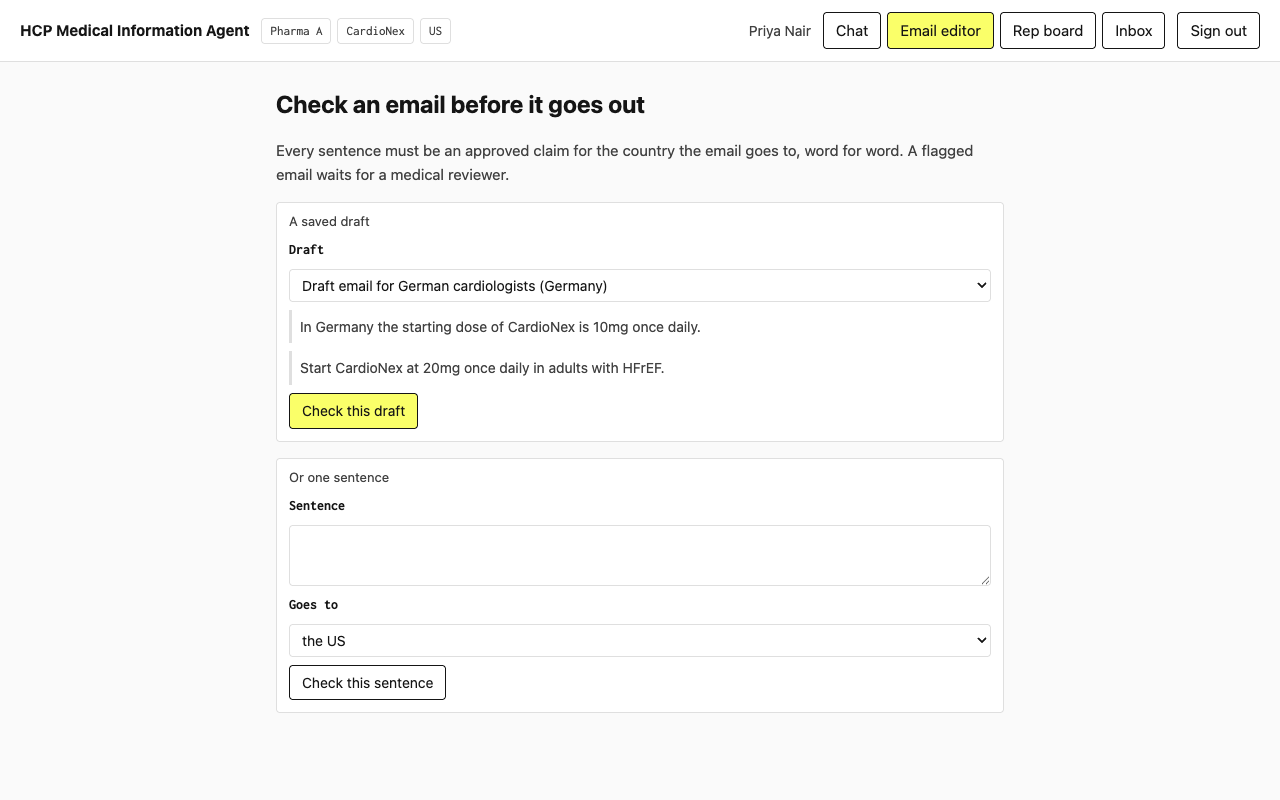 HCP Medical Information Agent
Pharma A
CardioNex
US
Priya Nair
Chat
Email editor
Rep board
Inbox
Sign out
Check an email before it goes out
Every sentence must be an approved claim for the country the email goes to, word for word. A flagged
email waits for a medical reviewer.
A saved draft
Draft
Draft email for German cardiologists (Germany)
In Germany the starting dose of CardioNex is 10mg once daily.
Start CardioNex at 20mg once daily in adults with HFrEF.
Check this draft
Or one sentence
Sentence
Goes to
the US
Check this sentence